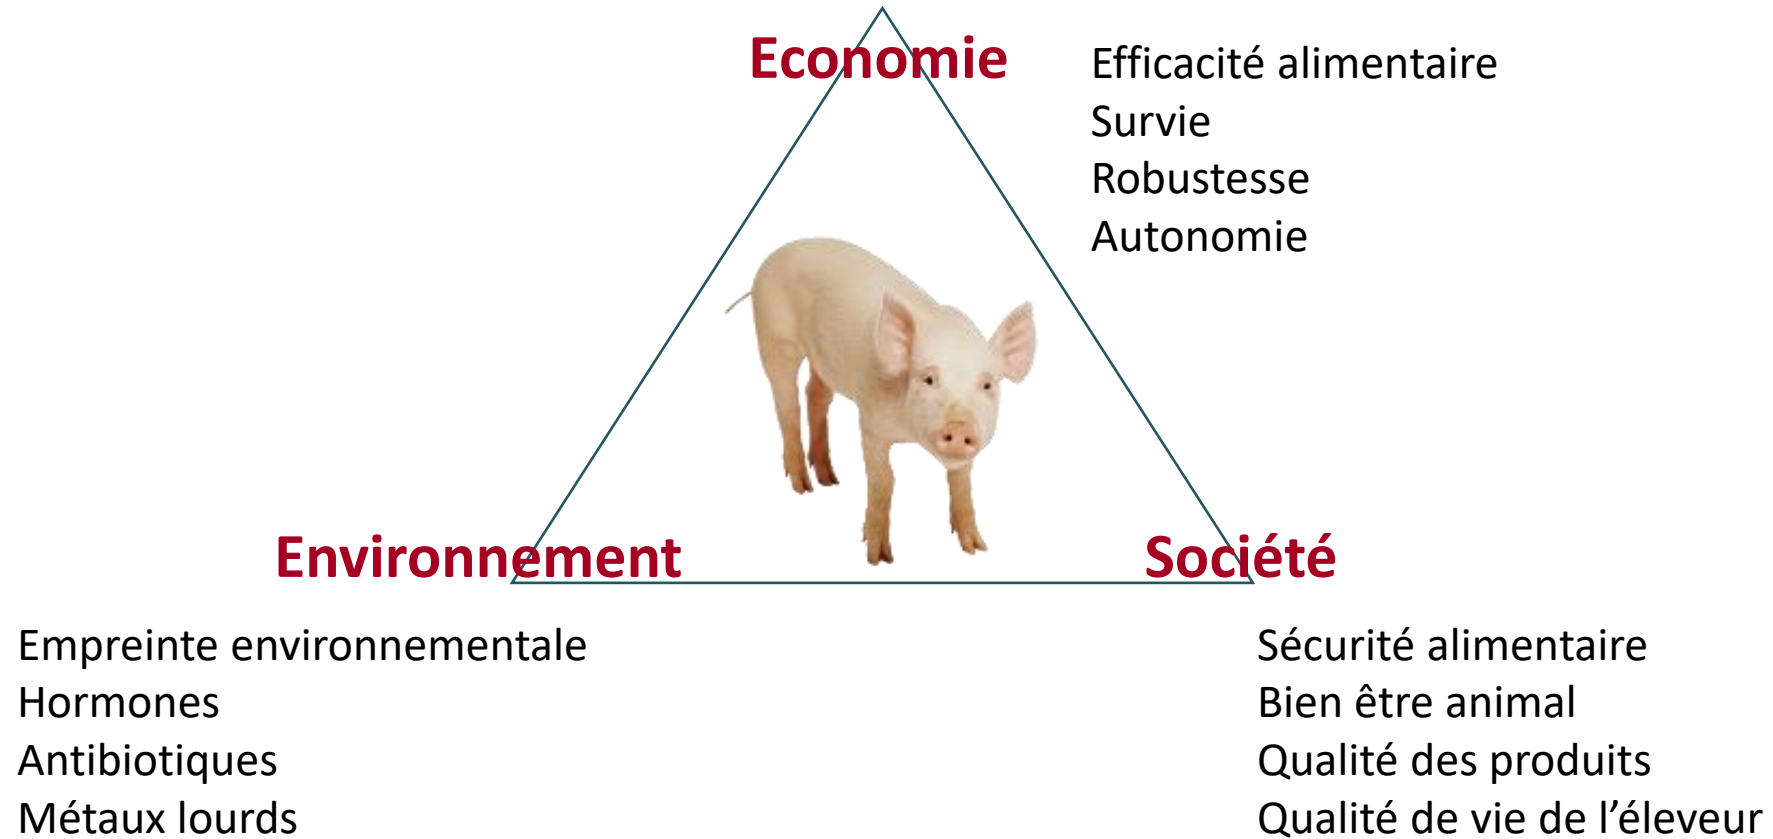 Economie
Efficacité alimentaire
Survie
Robustesse
Autonomie
Environnement
Société
Empreinte environnementale
Hormones
Antibiotiques
Métaux lourds
Sécurité alimentaire
Bien être animal
Qualité des produits
Qualité de vie de l’éleveur